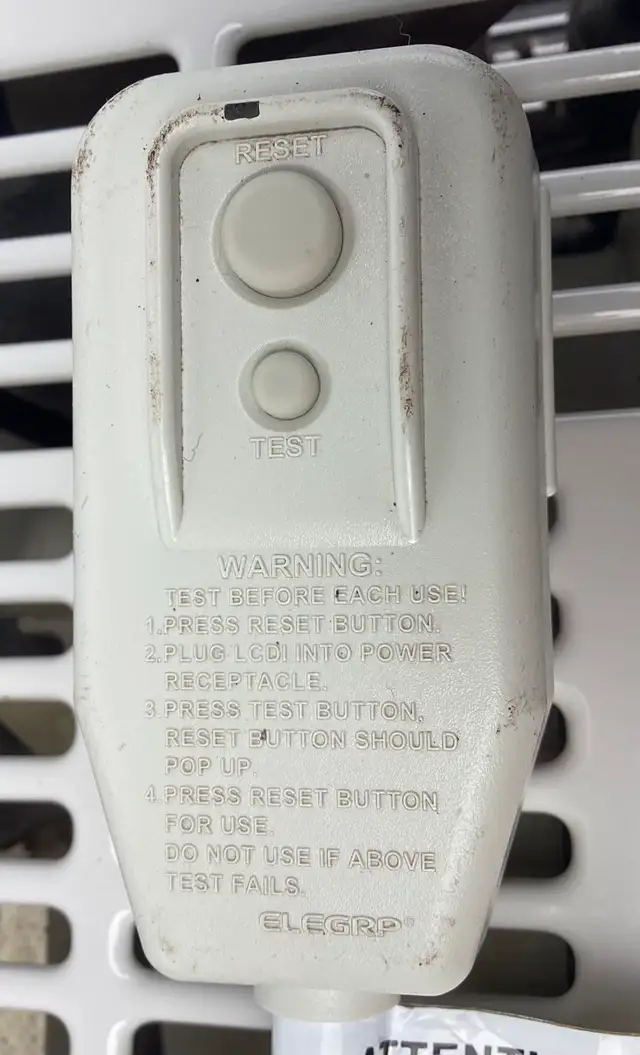 RESET
TEST
WARNING:
TEST BEFORE EACH USE!
1.PRESS RESET BUTTON.
2.PLUG LCDI INTO POWER
RECEPTACLE.
3.PRESS TEST BUTTON,
RESET BUTTON SHOULD
POP UP.
4.PRESS RESET BUTTON
FOR USE.
DO NOT USE IF ABOVE
TEST FAILS.
ELEGRP®